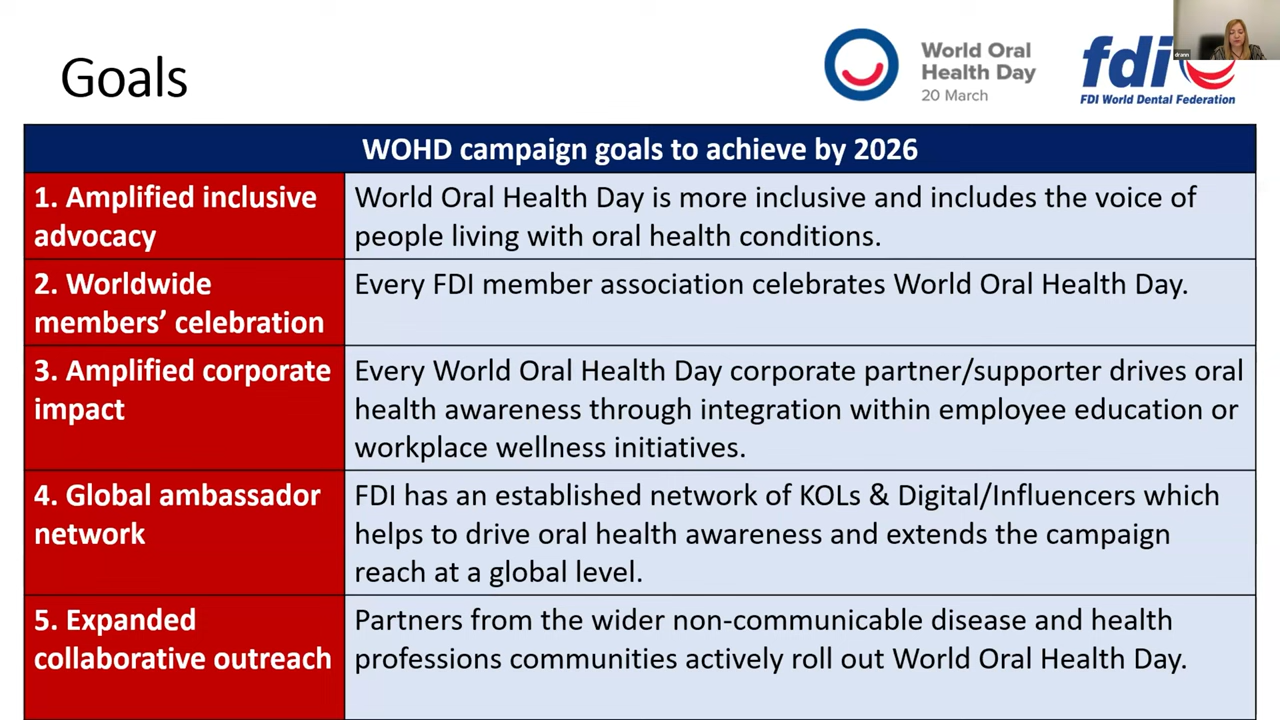 Goals
World Oral
Health Day
20 March
fdi
FDI World Dental Federation
WOHD campaign goals to achieve by 2026
1. Amplified inclusive
advocacy
World Oral Health Day is more inclusive and includes the voice of
people living with oral health conditions.
2. Worldwide
members’ celebration
Every FDI member association celebrates World Oral Health Day.
3. Amplified corporate
impact
Every World Oral Health Day corporate partner/supporter drives oral
health awareness through integration within employee education or
workplace wellness initiatives.
4. Global ambassador
network
FDI has an established network of KOLs & Digital/Influencers which
helps to drive oral health awareness and extends the campaign
reach at a global level.
5. Expanded
collaborative outreach
Partners from the wider non-communicable disease and health
professions communities actively roll out World Oral Health Day.